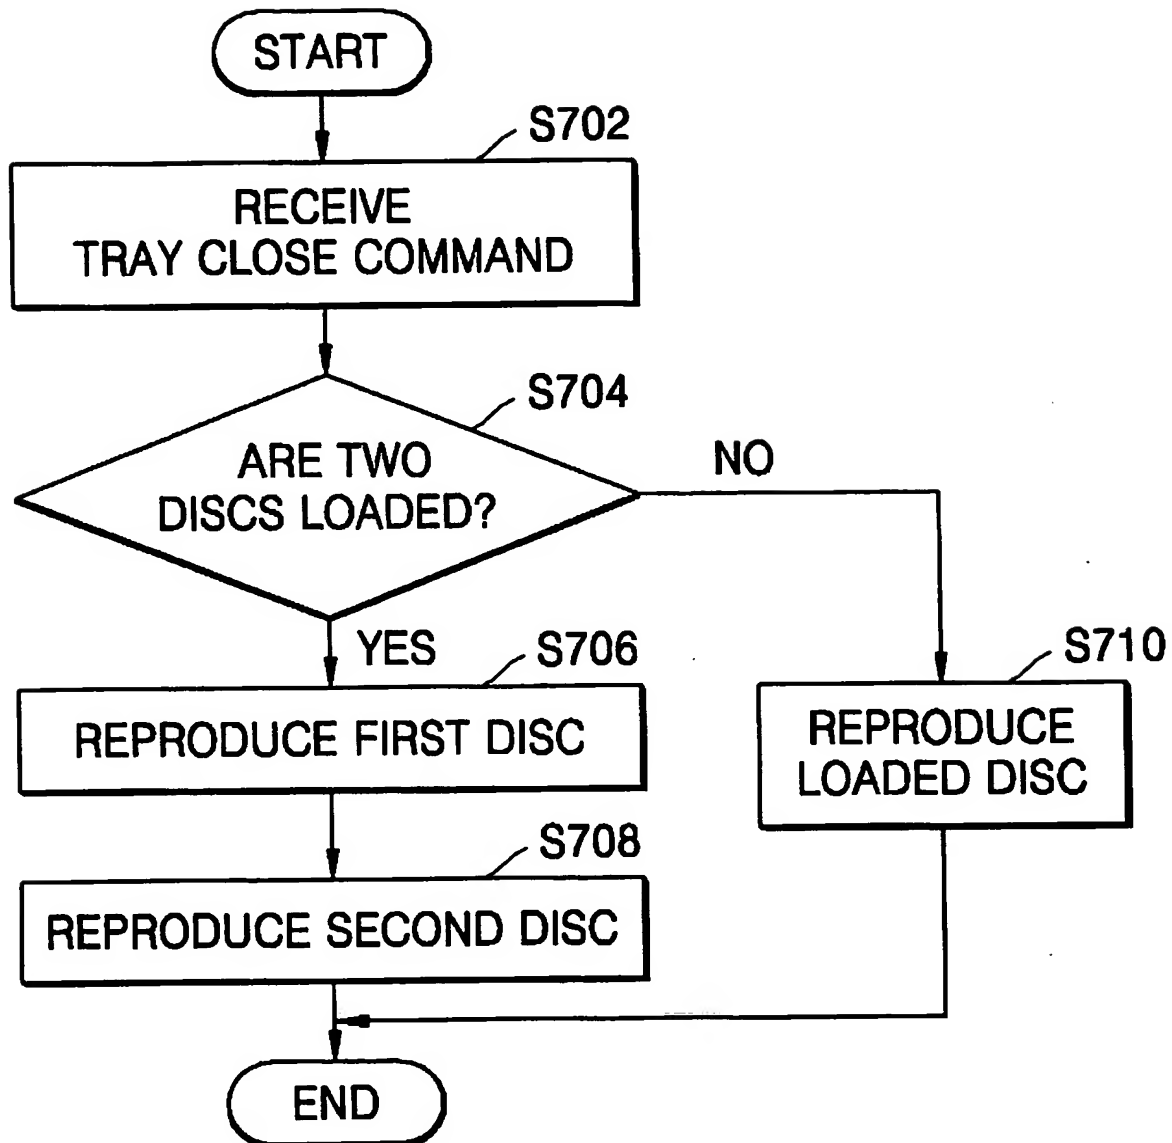 START
S702
RECEIVE
TRAY CLOSE COMMAND
S704
ARE TWO
DISCS LOADED?
NO
YES
S706
REPRODUCE FIRST DISC
S710
REPRODUCE
LOADED DISC
S708
REPRODUCE SECOND DISC
END